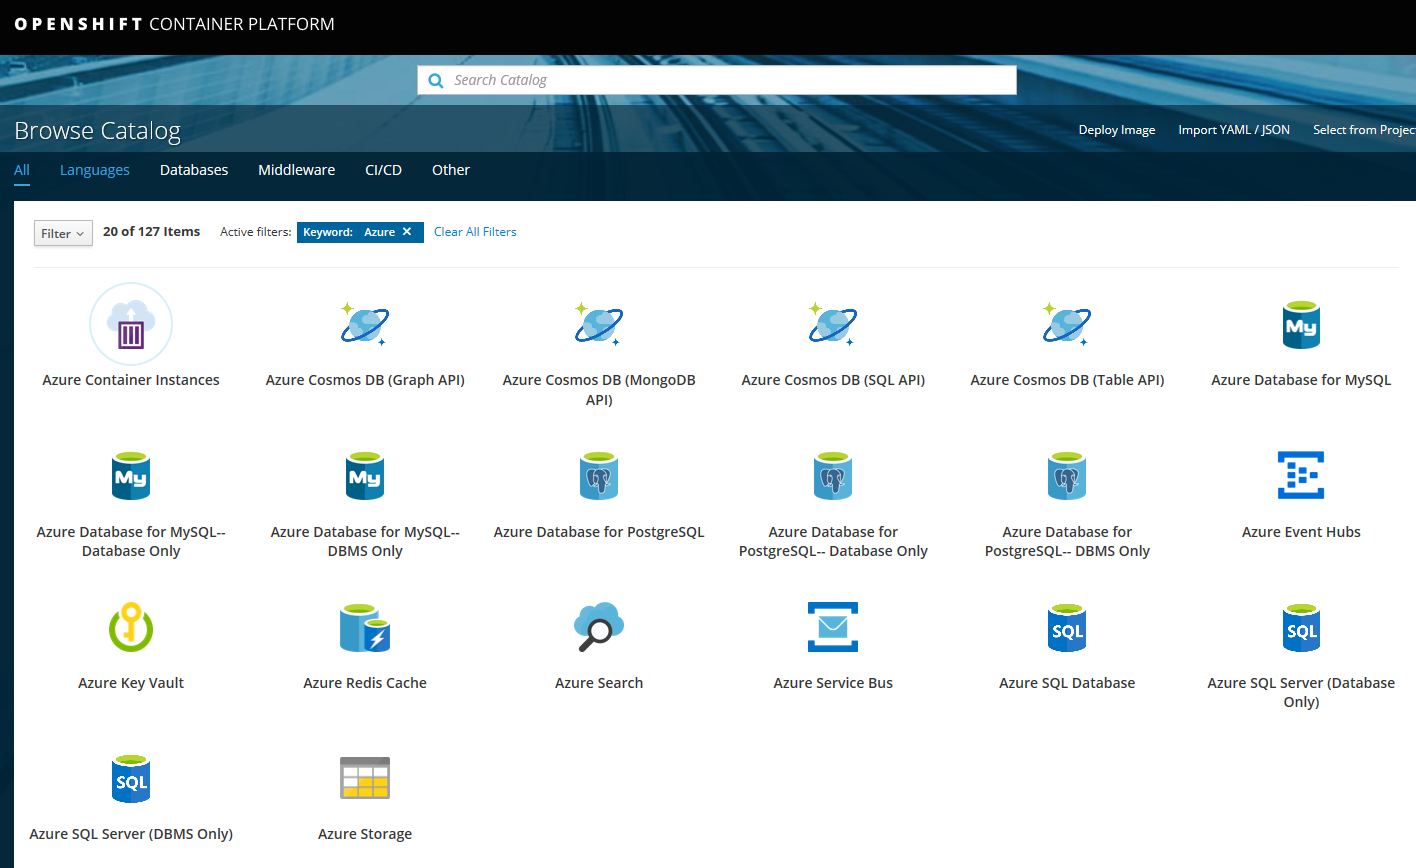 OPENSHIFT CONTAINER PLATFORM
Search Catalog
Browse Catalog
Deploy Image Import YAML / JSON Select from Projec
All Languages Databases Middleware CI/CD Other
Filter 20 of 127 Items Active filters: Keyword: Azure × Clear All Filters
Azure Container Instances
Azure Cosmos DB (Graph API)
Azure Cosmos DB (MongoDB
API)
Azure Cosmos DB (SQL API)
Azure Cosmos DB (Table API)
My
Azure Database for MySQL
My
Azure Database for MySQL--
Database Only
My
Azure Database for MySQL--
DBMS Only
Azure Database for PostgreSQL
Azure Database for
PostgreSQL-- Database Only
Azure Database for
PostgreSQL-- DBMS Only
Azure Event Hubs
Azure Key Vault
Azure Redis Cache
Azure Search
Azure Service Bus
SQL
Azure SQL Database
SQL
Azure SQL Server (Database
Only)
SQL
Azure SQL Server (DBMS Only)
Azure Storage